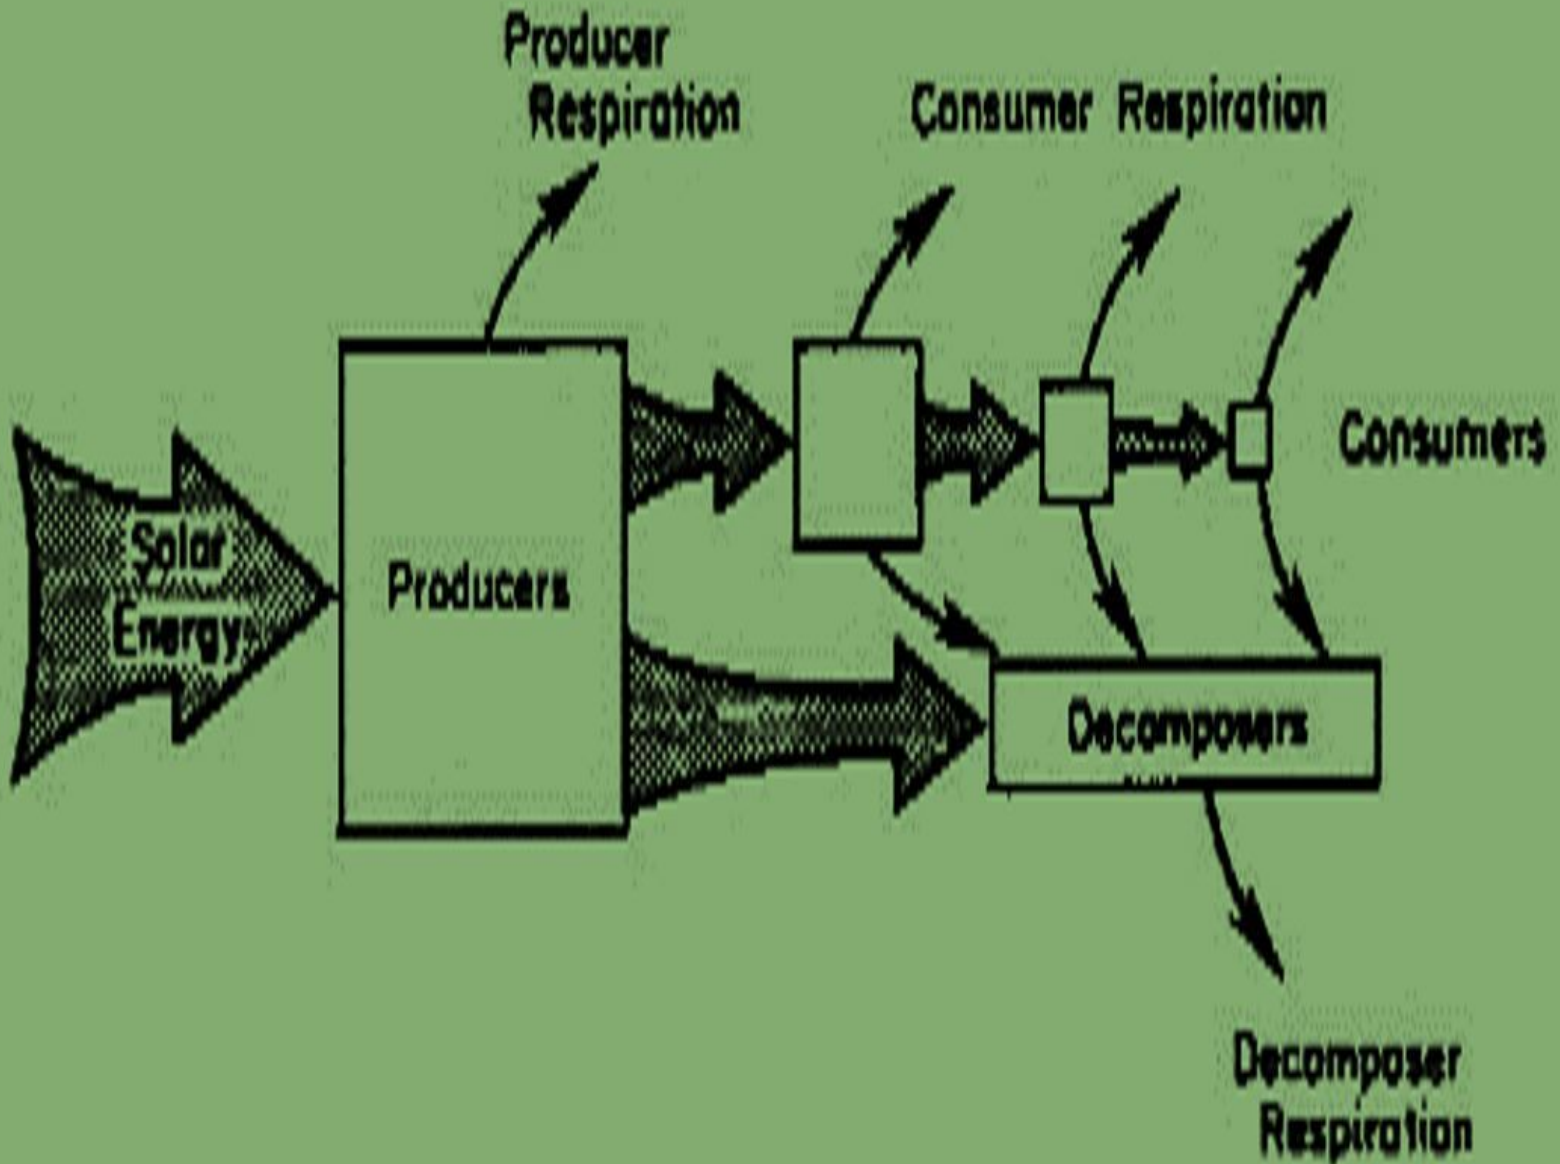 Producer
Respiration
Consumer Respiration
Solar
Energy
Producers
Consumers
Decomposers
Decomposer
Respiration